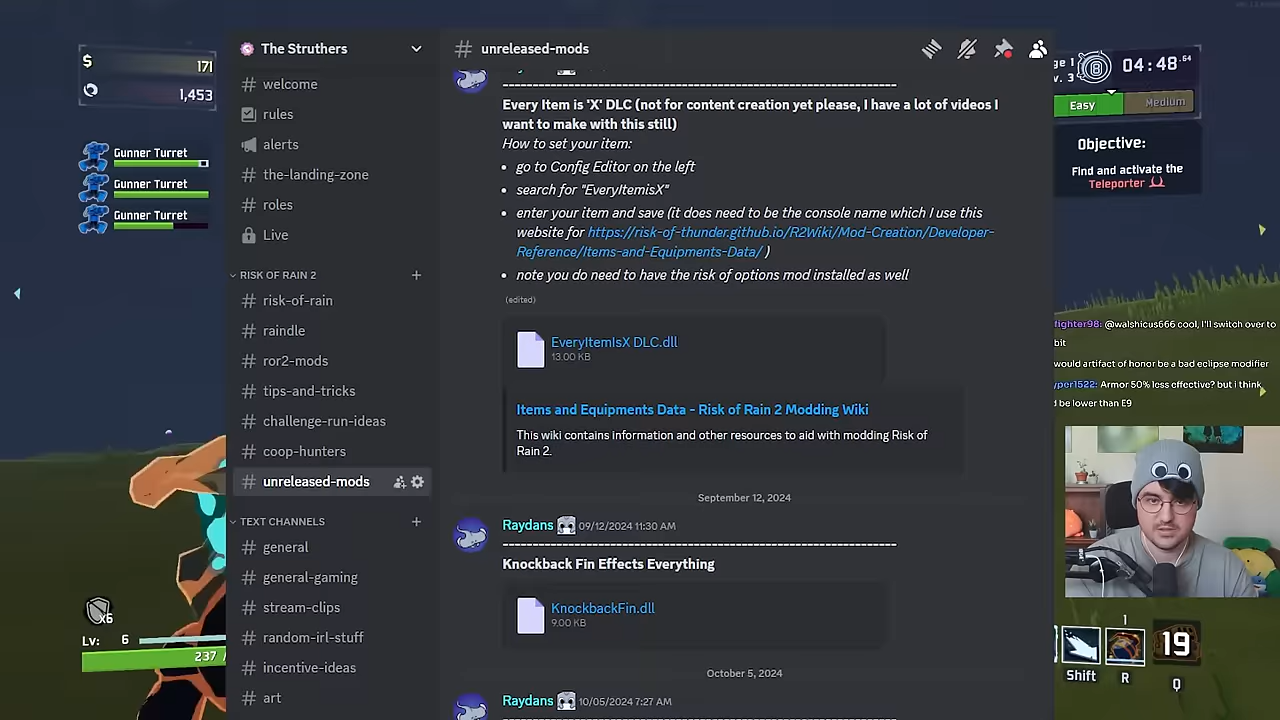 $ 171
1,453
Gunner Turret
Gunner Turret
Gunner Turret
x6
Lv: 6
237 /
The Struthers
welcome
rules
alerts
the-landing-zone
roles
Live
RISK OF RAIN 2
risk-of-rain
raindle
ror2-mods
tips-and-tricks
challenge-run-ideas
coop-hunters
unreleased-mods
TEXT CHANNELS
general
general-gaming
stream-clips
random-irl-stuff
incentive-ideas
art
# unreleased-mods
Every Item is 'X' DLC (not for content creation yet please, I have a lot of videos I
want to make with this still)
How to set your item:
• go to Config Editor on the left
• search for "EveryItemisX"
• enter your item and save (it does need to be the console name which I use this
website for https://risk-of-thunder.github.io/R2Wiki/Mod-Creation/Developer-
Reference/Items-and-Equipments-Data/ )
• note you do need to have the risk of options mod installed as well
(edited)
EveryItemIsX DLC.dll
13.00 KB
Items and Equipments Data - Risk of Rain 2 Modding Wiki
This wiki contains information and other resources to aid with modding Risk of
Rain 2.
September 12, 2024
Raydans 09/12/2024 11:30 AM
Knockback Fin Effects Everything
KnockbackFin.dll
9.00 KB
October 5, 2024
Raydans 10/05/2024 7:27 AM
ge 1
v. 3
04:48.64
Easy
Medium
Objective:
Find and activate the
Teleporter
fighter98: @walshicus666 cool, I'll switch over to
bit
would artifact of honor be a bad eclipse modifier
yper1522: Armor 50% less effective? but i think
d be lower than E9
1
19
Shift
R
Q